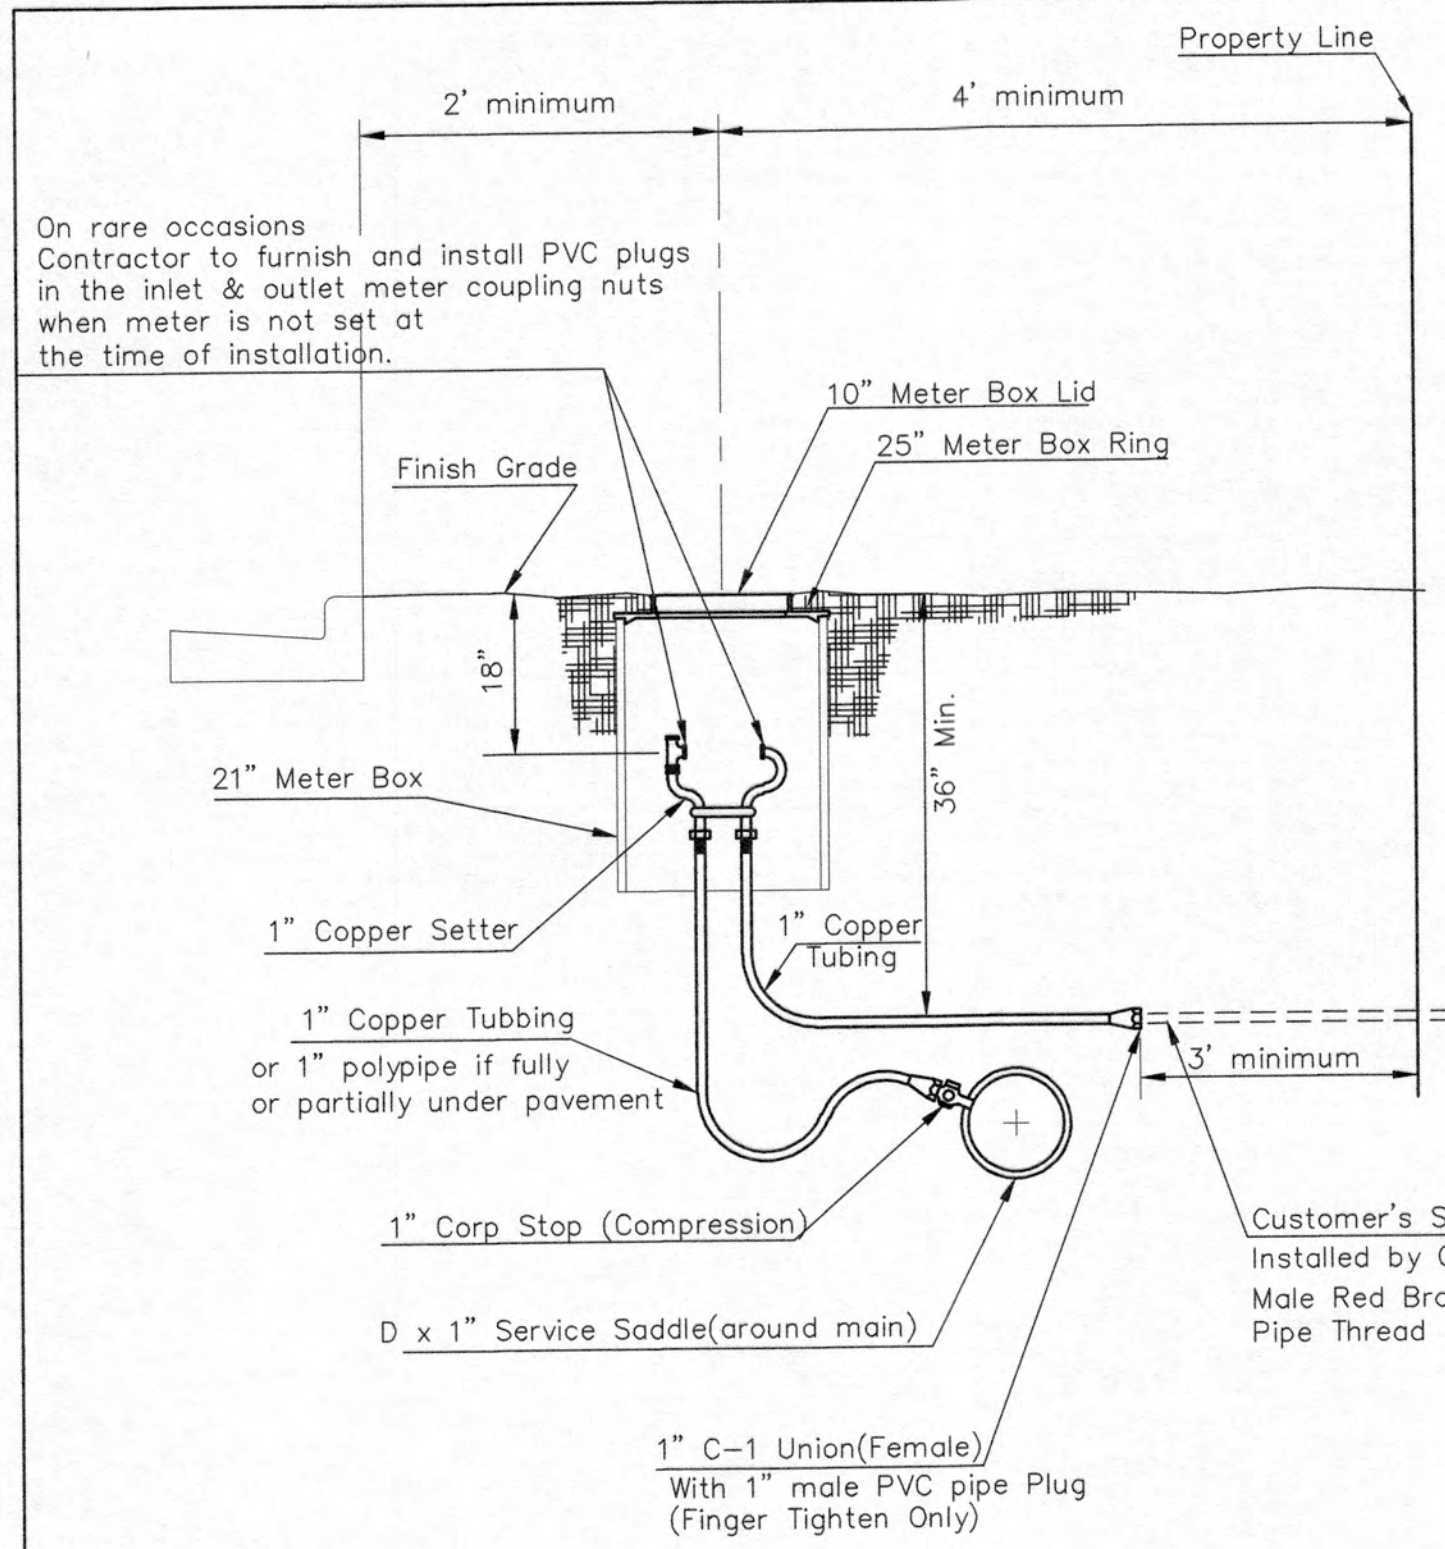 Property Line
2' minimum
4' minimum
On rare occasions
Contractor to furnish and install PVC plugs
in the inlet & outlet meter coupling nuts
when meter is not set at
the time of installation.
10" Meter Box Lid
25" Meter Box Ring
Finish Grade
18"
36" Min.
21" Meter Box
1" Copper Setter
1" Copper
Tubing
1" Copper Tubbing
or 1" polypipe if fully
or partially under pavement
3' minimum
1" Corp Stop (Compression)
Customer's S
Installed by
Male Red
Pipe Thread
D x 1" Service Saddle(around main)
1" C-1 Union(Female)
With 1" male PVC pipe Plug
(Finger Tighten Only)